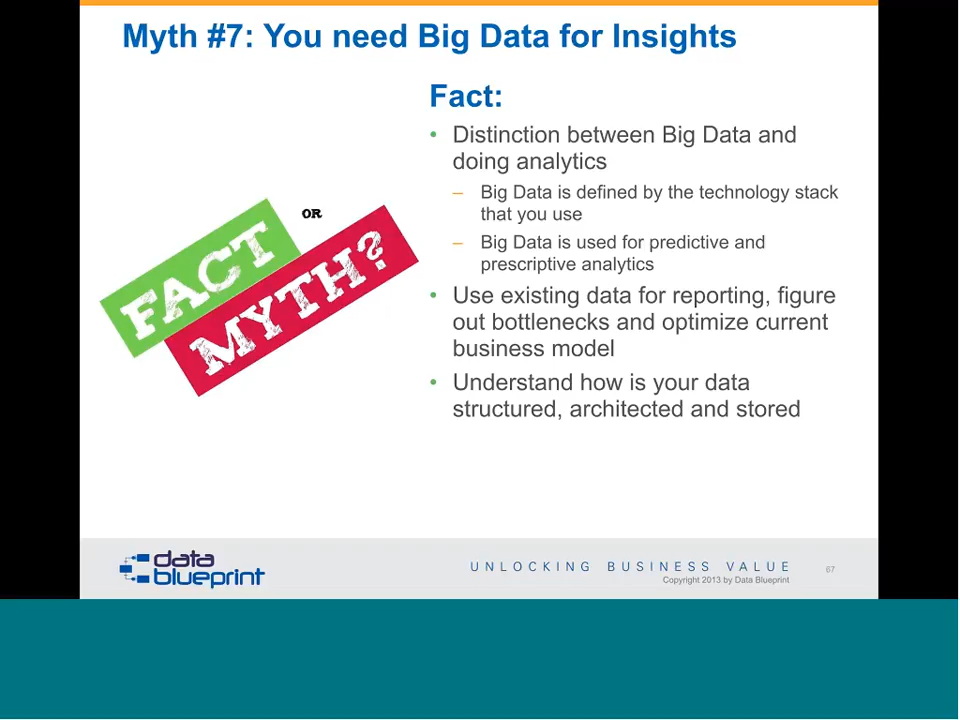 Myth #7: You need Big Data for Insights
Fact:
• Distinction between Big Data and
doing analytics
– Big Data is defined by the technology stack
that you use
– Big Data is used for predictive and
prescriptive analytics
• Use existing data for reporting, figure
out bottlenecks and optimize current
business model
• Understand how is your data
structured, architected and stored
FACT
OR
MYTH?
data
blueprint
UNLOCKING BUSINESS VALUE
Copyright 2013 by Data Blueprint
67